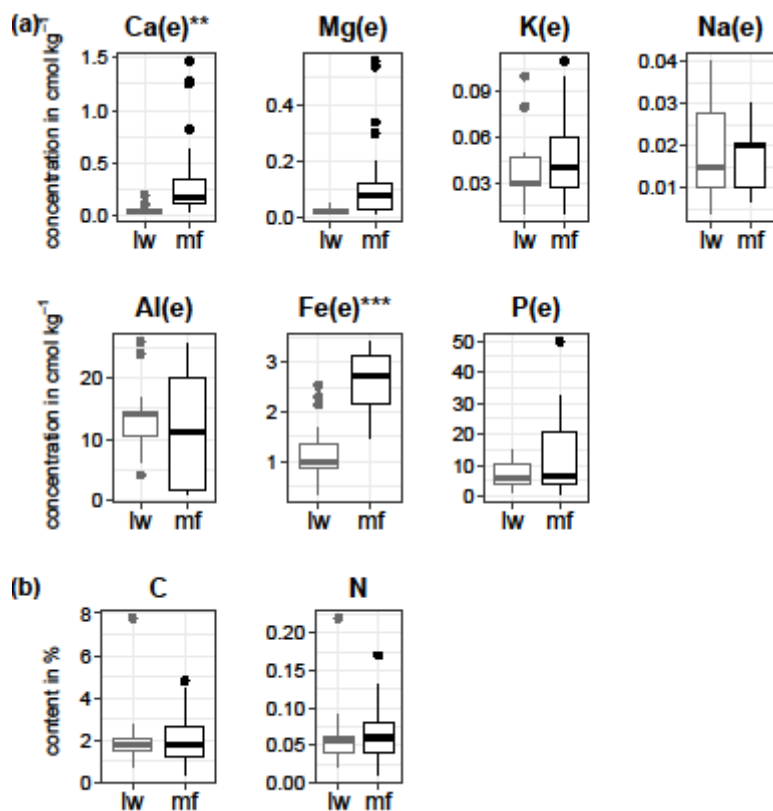 (a) Ca(e)** Mg(e) K(e) Na(e)
concentration in cmol kg⁻¹
1.5
1.0
0.5
0.0
lw mf
0.4
0.2
0.0
lw mf
0.09
0.06
0.03
lw mf
0.04
0.03
0.02
0.01
lw mf
Al(e) Fe(e)*** P(e)
concentration in cmol kg⁻¹
20
10
0
lw mf
3
2
1
lw mf
50
40
30
20
10
0
lw mf
(b) C N
content in %
8
6
4
2
0
lw mf
0.20
0.15
0.10
0.05
0.00
lw mf